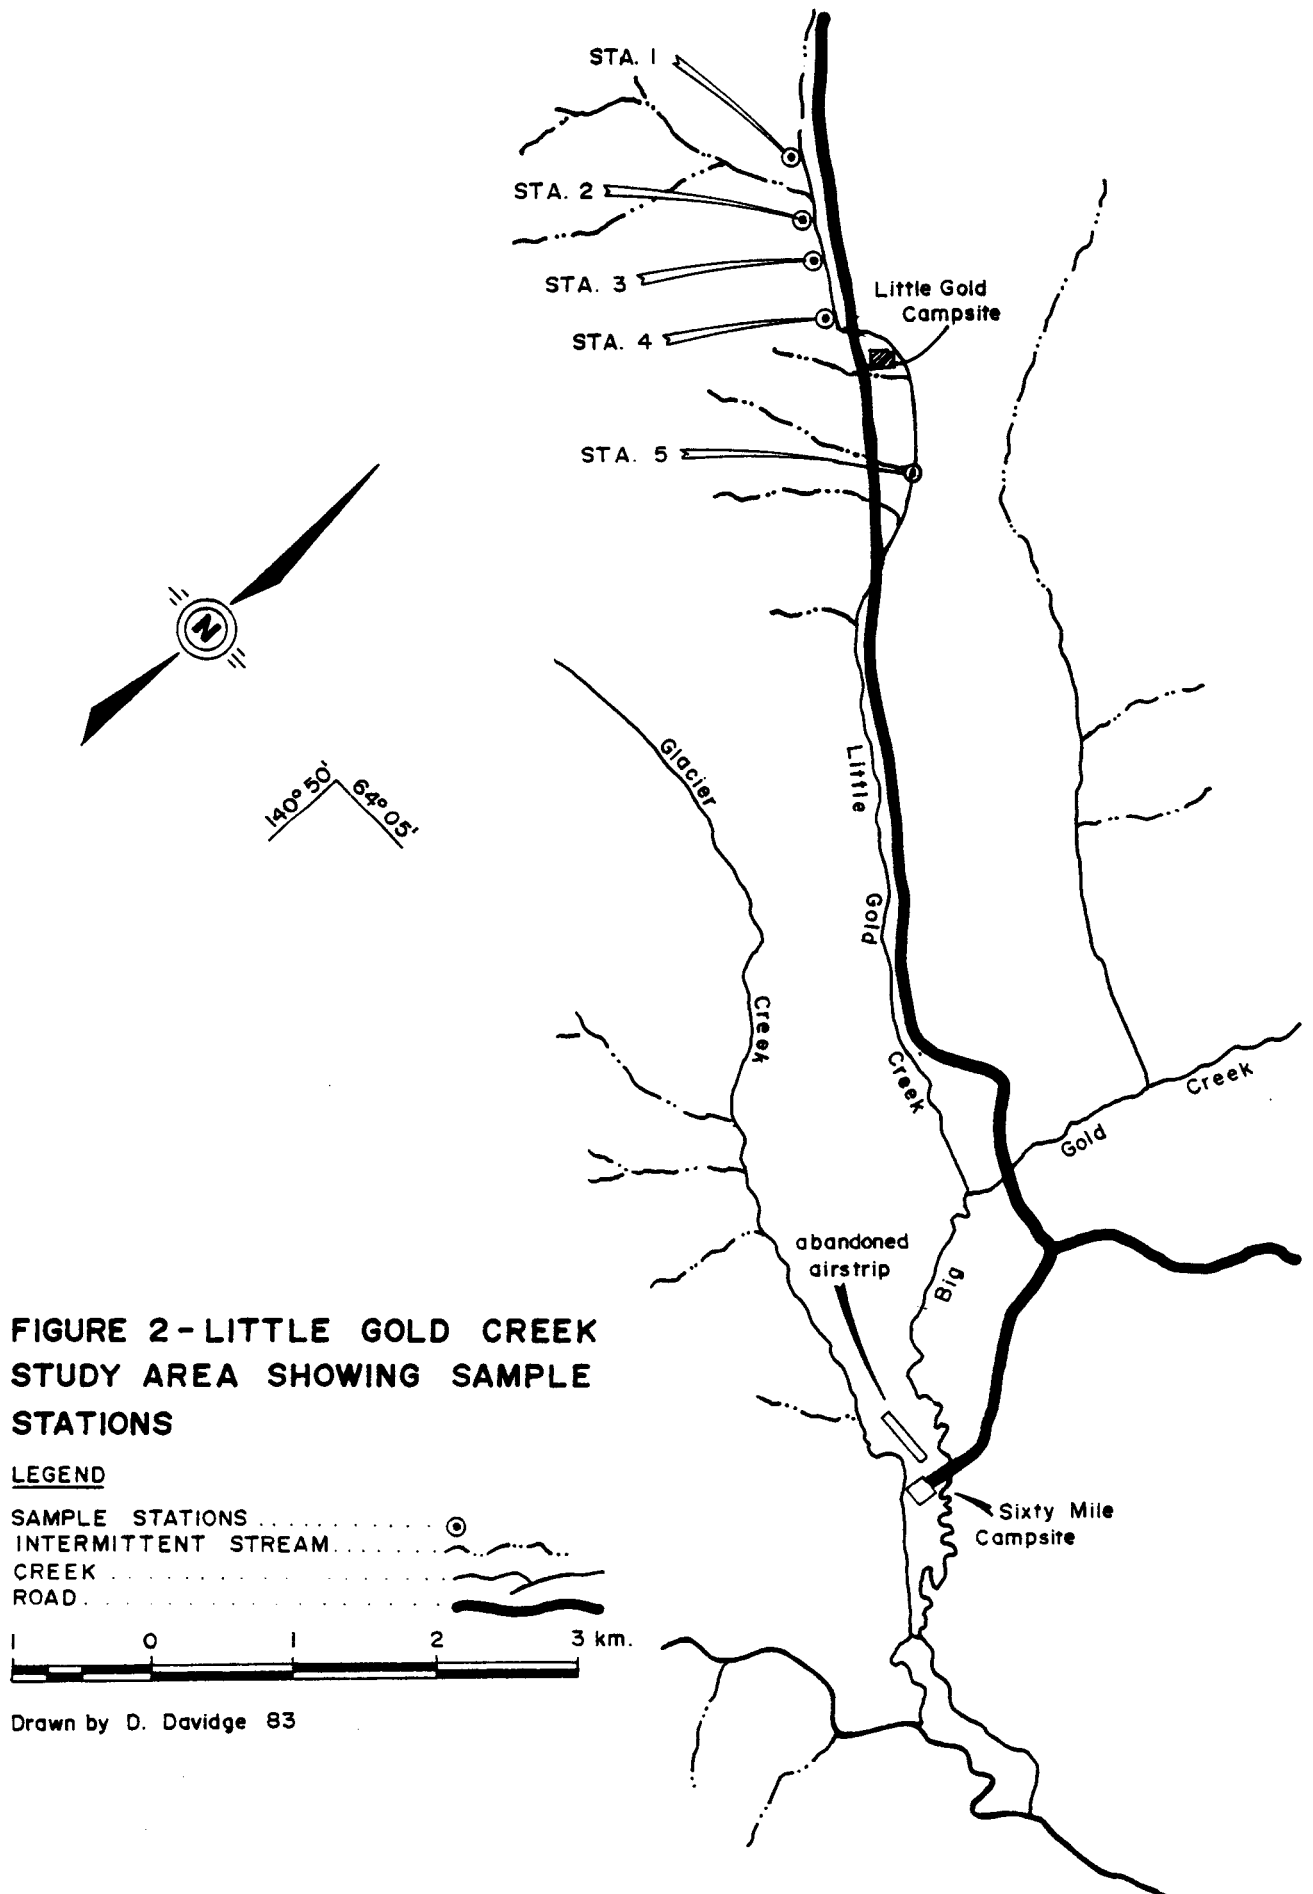 STA. 1
STA. 2
STA. 3
Little Gold
Campsite
STA. 4
STA. 5
N
Glacier
Little
140° 50'
64° 05'
Gold
Creek
Creek
Creek
Gold
abandoned
airstrip
Big
FIGURE 2 - LITTLE GOLD CREEK
STUDY AREA SHOWING SAMPLE
STATIONS
LEGEND
SAMPLE STATIONS
INTERMITTENT STREAM
CREEK
ROAD
Sixty Mile
Campsite
1 0 1 2 3 km.
Drawn by D. Davidge 83